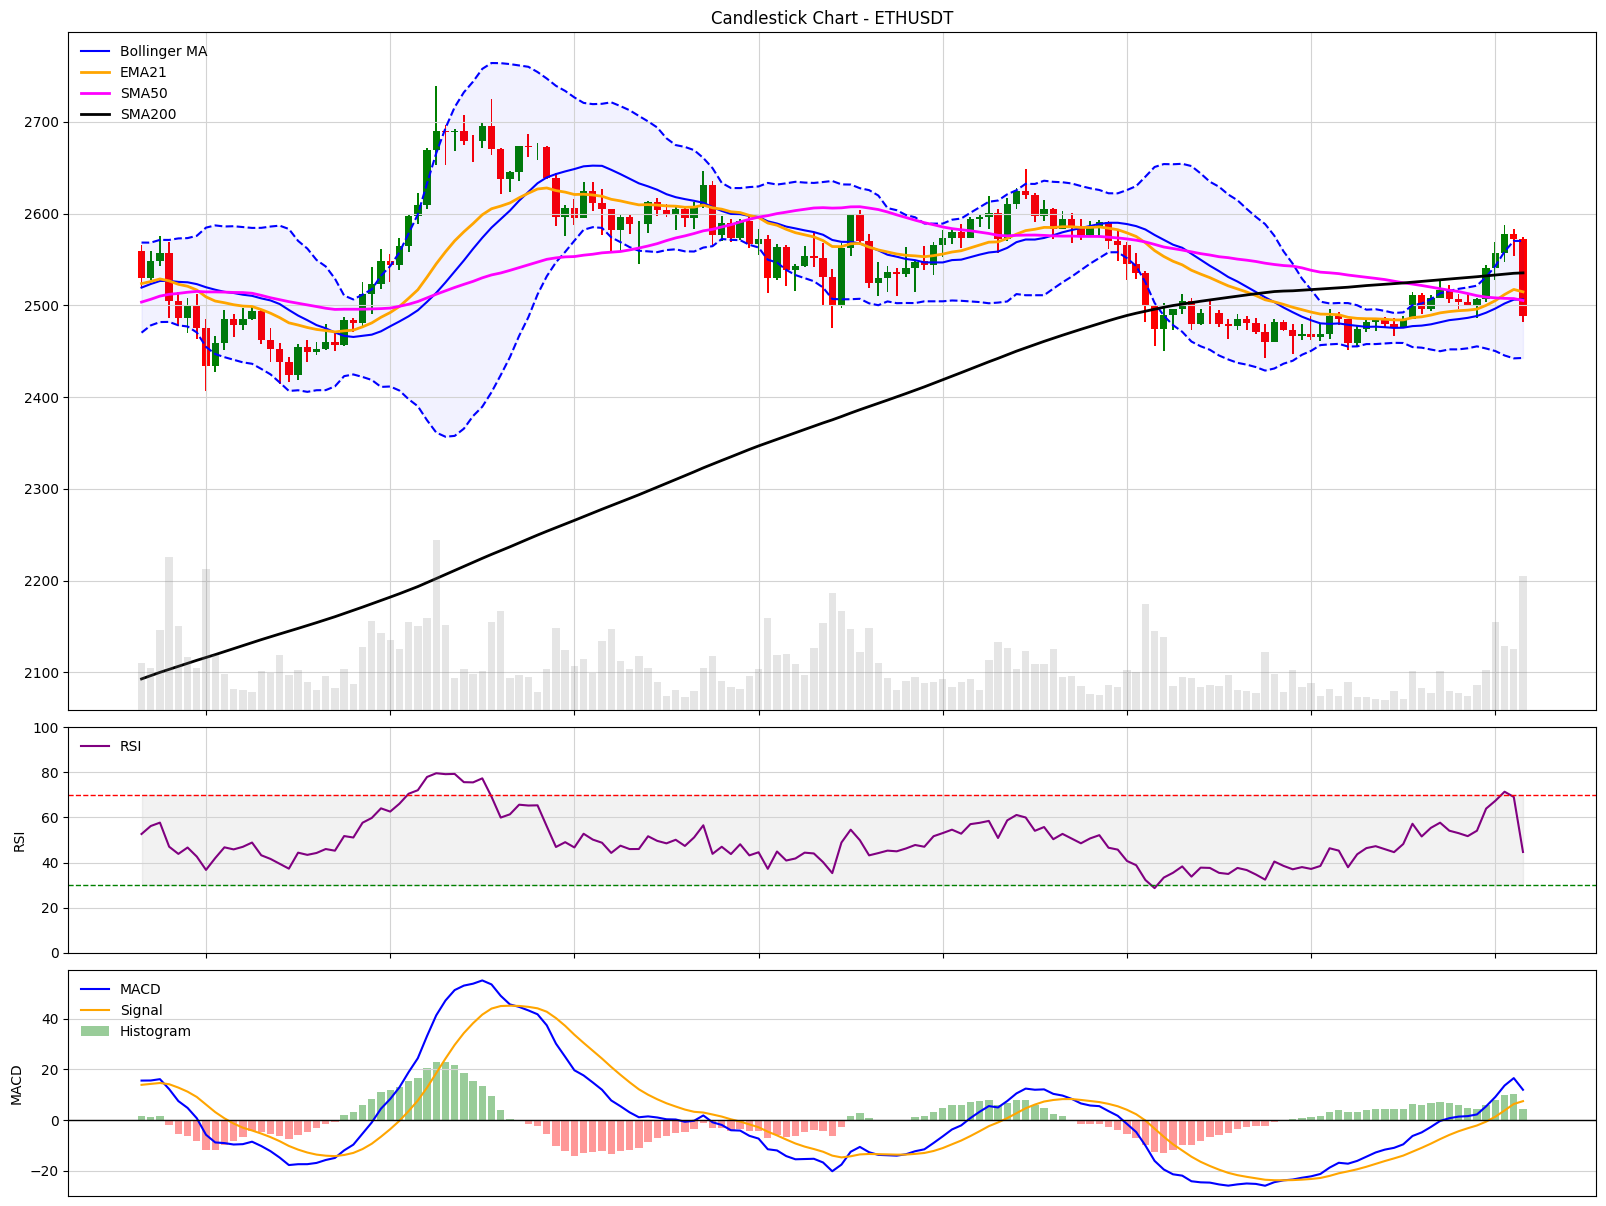 Candlestick Chart - ETHUSDT
Bollinger MA
EMA21
SMA50
SMA200
2700
2600
2500
2400
2300
2200
2100
RSI
100
80
60
40
20
0
RSI
MACD
Signal
Histogram
40
20
0
−20
MACD